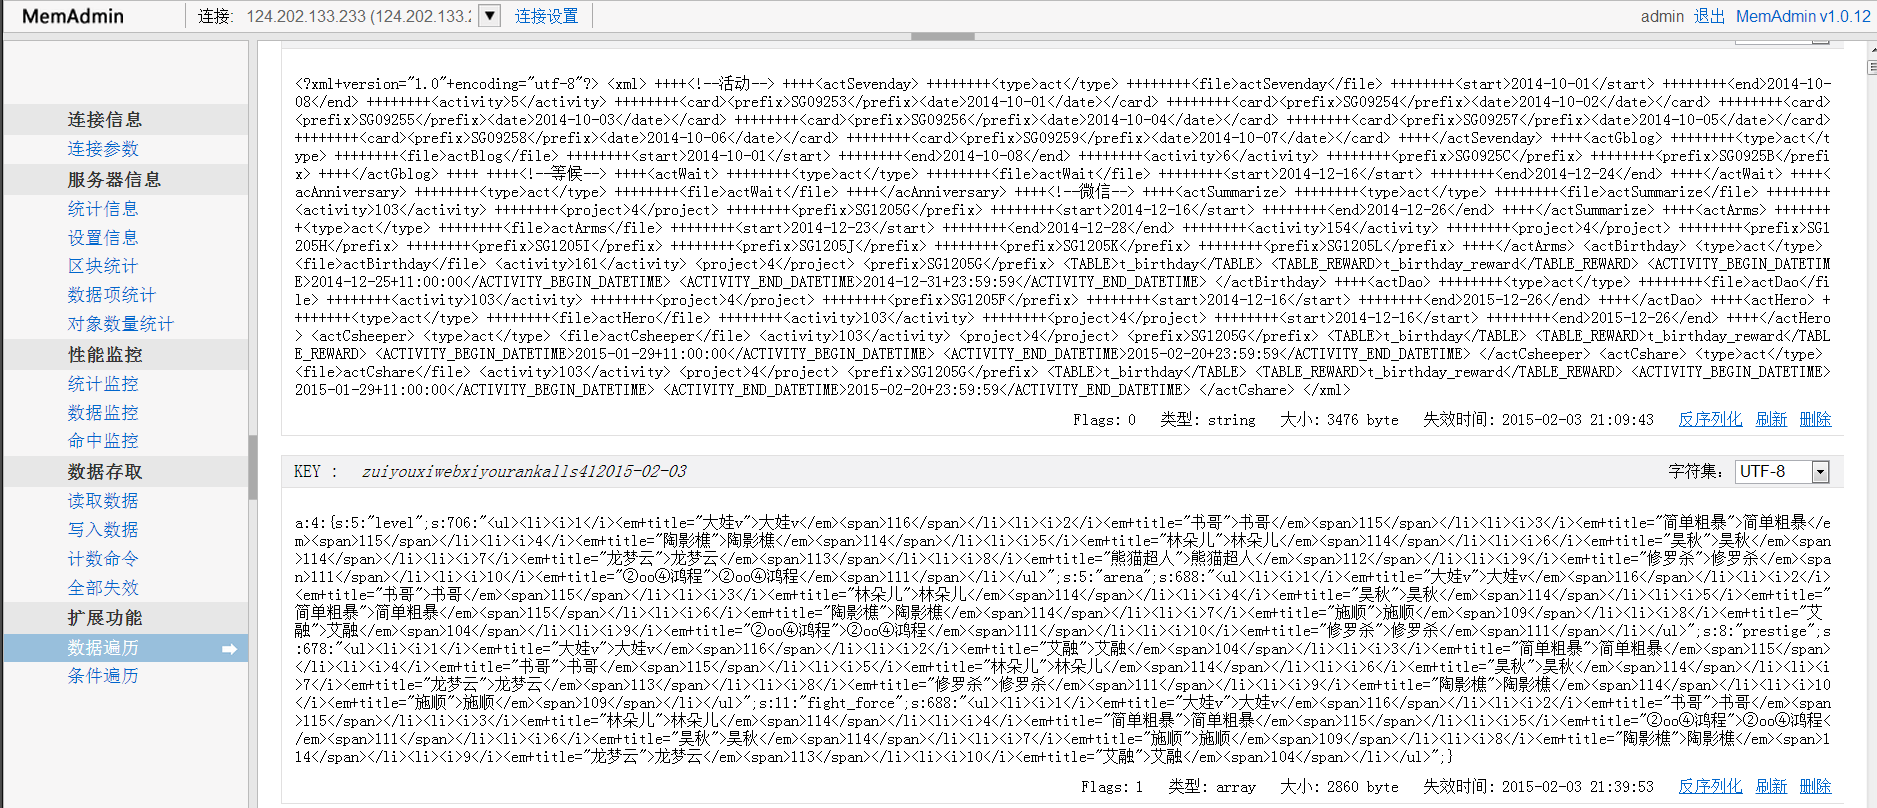 MemAdmin 连接: 124.202.133.233 (124.202.133.2 连接设置 admin 退出 MemAdmin v1.0.12
连接信息
连接参数
服务器信息
统计信息
设置信息
区块统计
数据项统计
对象数量统计
性能监控
统计监控
数据监控
命中监控
数据存取
读取数据
写入数据
计数命令
全部失效
扩展功能
数据遍历
条件遍历
<?xml+version="1.0"+encoding="utf-8"?> <xml> ++++<!--活动--> ++++<actSevenday> ++++++++<type>act</type> ++++++++<file>actSevenday</file> ++++++++<start>2014-10-01</start> ++++++++<end>2014-10-
08</end> ++++++++<activity>5</activity> ++++++++<card><prefix>SG09253</prefix><date>2014-10-01</date></card> ++++++++<card><prefix>SG09254</prefix><date>2014-10-02</date></card> ++++++++<card>
<prefix>SG09255</prefix><date>2014-10-03</date></card> ++++++++<card><prefix>SG09256</prefix><date>2014-10-04</date></card> ++++++++<card><prefix>SG09257</prefix><date>2014-10-05</date></card>
++++++++<card><prefix>SG09258</prefix><date>2014-10-06</date></card> ++++++++<card><prefix>SG09259</prefix><date>2014-10-07</date></card> ++++</actSevenday> ++++<actGblog> ++++++++<type>act</t
ype> ++++++++<file>actBlog</file> ++++++++<start>2014-10-01</start> ++++++++<end>2014-10-08</end> ++++++++<activity>6</activity> ++++++++<prefix>SG0925C</prefix> ++++++++<prefix>SG0925B</prefi
x> ++++</actGblog> ++++ ++++<!--等候--> ++++<actWait> ++++++++<type>act</type> ++++++++<file>actWait</file> ++++++++<start>2014-12-16</start> ++++++++<end>2014-12-24</end> ++++</actWait> ++++<
acAnniversary> ++++++++<type>act</type> ++++++++<file>actWait</file> ++++</acAnniversary> ++++<!--微信--> ++++<actSummarize> ++++++++<type>act</type> ++++++++<file>actSummarize</file> ++++++++
<activity>103</activity> ++++++++<project>4</project> ++++++++<prefix>SG1205G</prefix> ++++++++<start>2014-12-16</start> ++++++++<end>2014-12-26</end> ++++</actSummarize> ++++<actArms> +++++++
+<type>act</type> ++++++++<file>actArms</file> ++++++++<start>2014-12-23</start> ++++++++<end>2014-12-28</end> ++++++++<activity>154</activity> ++++++++<project>4</project> ++++++++<prefix>SG1
205H</prefix> ++++++++<prefix>SG1205I</prefix> ++++++++<prefix>SG1205J</prefix> ++++++++<prefix>SG1205K</prefix> ++++++++<prefix>SG1205L</prefix> ++++</actArms> <actBirthday> <type>act</type>
<file>actBirthday</file> <activity>161</activity> <project>4</project> <prefix>SG1205G</prefix> <TABLE>t_birthday</TABLE> <TABLE_REWARD>t_birthday_reward</TABLE_REWARD> <ACTIVITY_BEGIN_DATETIM
E>2014-12-25+11:00:00</ACTIVITY_BEGIN_DATETIME> <ACTIVITY_END_DATETIME>2014-12-31+23:59:59</ACTIVITY_END_DATETIME> </actBirthday> ++++<actDao> ++++++++<type>act</type> ++++++++<file>actDao</fi
le> ++++++++<activity>103</activity> ++++++++<project>4</project> ++++++++<prefix>SG1205F</prefix> ++++++++<start>2014-12-16</start> ++++++++<end>2015-12-26</end> ++++</actDao> ++++<actHero> +
+++++++<type>act</type> ++++++++<file>actHero</file> ++++++++<activity>103</activity> ++++++++<project>4</project> ++++++++<start>2014-12-16</start> ++++++++<end>2015-12-26</end> ++++</actHero
> <actCsheeper> <type>act</type> <file>actCsheeper</file> <activity>103</activity> <project>4</project> <prefix>SG1205G</prefix> <TABLE>t_birthday</TABLE> <TABLE_REWARD>t_birthday_reward</TABL
E_REWARD> <ACTIVITY_BEGIN_DATETIME>2015-01-29+11:00:00</ACTIVITY_BEGIN_DATETIME> <ACTIVITY_END_DATETIME>2015-02-20+23:59:59</ACTIVITY_END_DATETIME> </actCsheeper> <actCshare> <type>act</type>
<file>actCshare</file> <activity>103</activity> <project>4</project> <prefix>SG1205G</prefix> <TABLE>t_birthday</TABLE> <TABLE_REWARD>t_birthday_reward</TABLE_REWARD> <ACTIVITY_BEGIN_DATETIME>
2015-01-29+11:00:00</ACTIVITY_BEGIN_DATETIME> <ACTIVITY_END_DATETIME>2015-02-20+23:59:59</ACTIVITY_END_DATETIME> </actCshare> </xml>
Flags: 0 类型: string 大小: 3476 byte 失效时间: 2015-02-03 21:09:43 反序列化 刷新 删除
KEY : zuiyouxiwebxiyourankalls412015-02-03 字符集: UTF-8
a:4:{s:5:"level";s:706:"<ul><li><i>1</i><em+title="大娃v">大娃v</em><span>116</span></li><li><i>2</i><em+title="书哥">书哥</em><span>115</span></li><li><i>3</i><em+title="简单粗暴">简单粗暴</e
m><span>115</span></li><li><i>4</i><em+title="陶影樵">陶影樵</em><span>114</span></li><li><i>5</i><em+title="林朵儿">林朵儿</em><span>114</span></li><li><i>6</i><em+title="昊秋">昊秋</em><span
>114</span></li><li><i>7</i><em+title="龙梦云">龙梦云</em><span>113</span></li><li><i>8</i><em+title="熊猫超人">熊猫超人</em><span>112</span></li><li><i>9</i><em+title="修罗杀">修罗杀</em><spa
n>111</span></li><li><i>10</i><em+title="②oo④鸿程">②oo④鸿程</em><span>111</span></li></ul>";s:5:"arena";s:688:"<ul><li><i>1</i><em+title="大娃v">大娃v</em><span>116</span></li><li><i>2</i>
<em+title="书哥">书哥</em><span>115</span></li><li><i>3</i><em+title="林朵儿">林朵儿</em><span>114</span></li><li><i>4</i><em+title="昊秋">昊秋</em><span>114</span></li><li><i>5</i><em+title="
简单粗暴">简单粗暴</em><span>115</span></li><li><i>6</i><em+title="陶影樵">陶影樵</em><span>114</span></li><li><i>7</i><em+title="施顺">施顺</em><span>109</span></li><li><i>8</i><em+title="艾
融">艾融</em><span>104</span></li><li><i>9</i><em+title="②oo④鸿程">②oo④鸿程</em><span>111</span></li><li><i>10</i><em+title="修罗杀">修罗杀</em><span>111</span></li></ul>";s:8:"prestige";s
:678:"<ul><li><i>1</i><em+title="大娃v">大娃v</em><span>116</span></li><li><i>2</i><em+title="艾融">艾融</em><span>104</span></li><li><i>3</i><em+title="简单粗暴">简单粗暴</em><span>115</span>
</li><li><i>4</i><em+title="书哥">书哥</em><span>115</span></li><li><i>5</i><em+title="林朵儿">林朵儿</em><span>114</span></li><li><i>6</i><em+title="昊秋">昊秋</em><span>114</span></li><li><i
>7</i><em+title="龙梦云">龙梦云</em><span>113</span></li><li><i>8</i><em+title="修罗杀">修罗杀</em><span>111</span></li><li><i>9</i><em+title="陶影樵">陶影樵</em><span>114</span></li><li><i>10
</i><em+title="施顺">施顺</em><span>109</span></li></ul>";s:11:"fight_force";s:688:"<ul><li><i>1</i><em+title="大娃v">大娃v</em><span>116</span></li><li><i>2</i><em+title="书哥">书哥</em><span
>115</span></li><li><i>3</i><em+title="林朵儿">林朵儿</em><span>114</span></li><li><i>4</i><em+title="简单粗暴">简单粗暴</em><span>115</span></li><li><i>5</i><em+title="②oo④鸿程">②oo④鸿程<
/em><span>111</span></li><li><i>6</i><em+title="昊秋">昊秋</em><span>114</span></li><li><i>7</i><em+title="施顺">施顺</em><span>109</span></li><li><i>8</i><em+title="陶影樵">陶影樵</em><span>1
14</span></li><li><i>9</i><em+title="龙梦云">龙梦云</em><span>113</span></li><li><i>10</i><em+title="艾融">艾融</em><span>104</span></li></ul>";}
Flags: 1 类型: array 大小: 2860 byte 失效时间: 2015-02-03 21:39:53 反序列化 刷新 删除